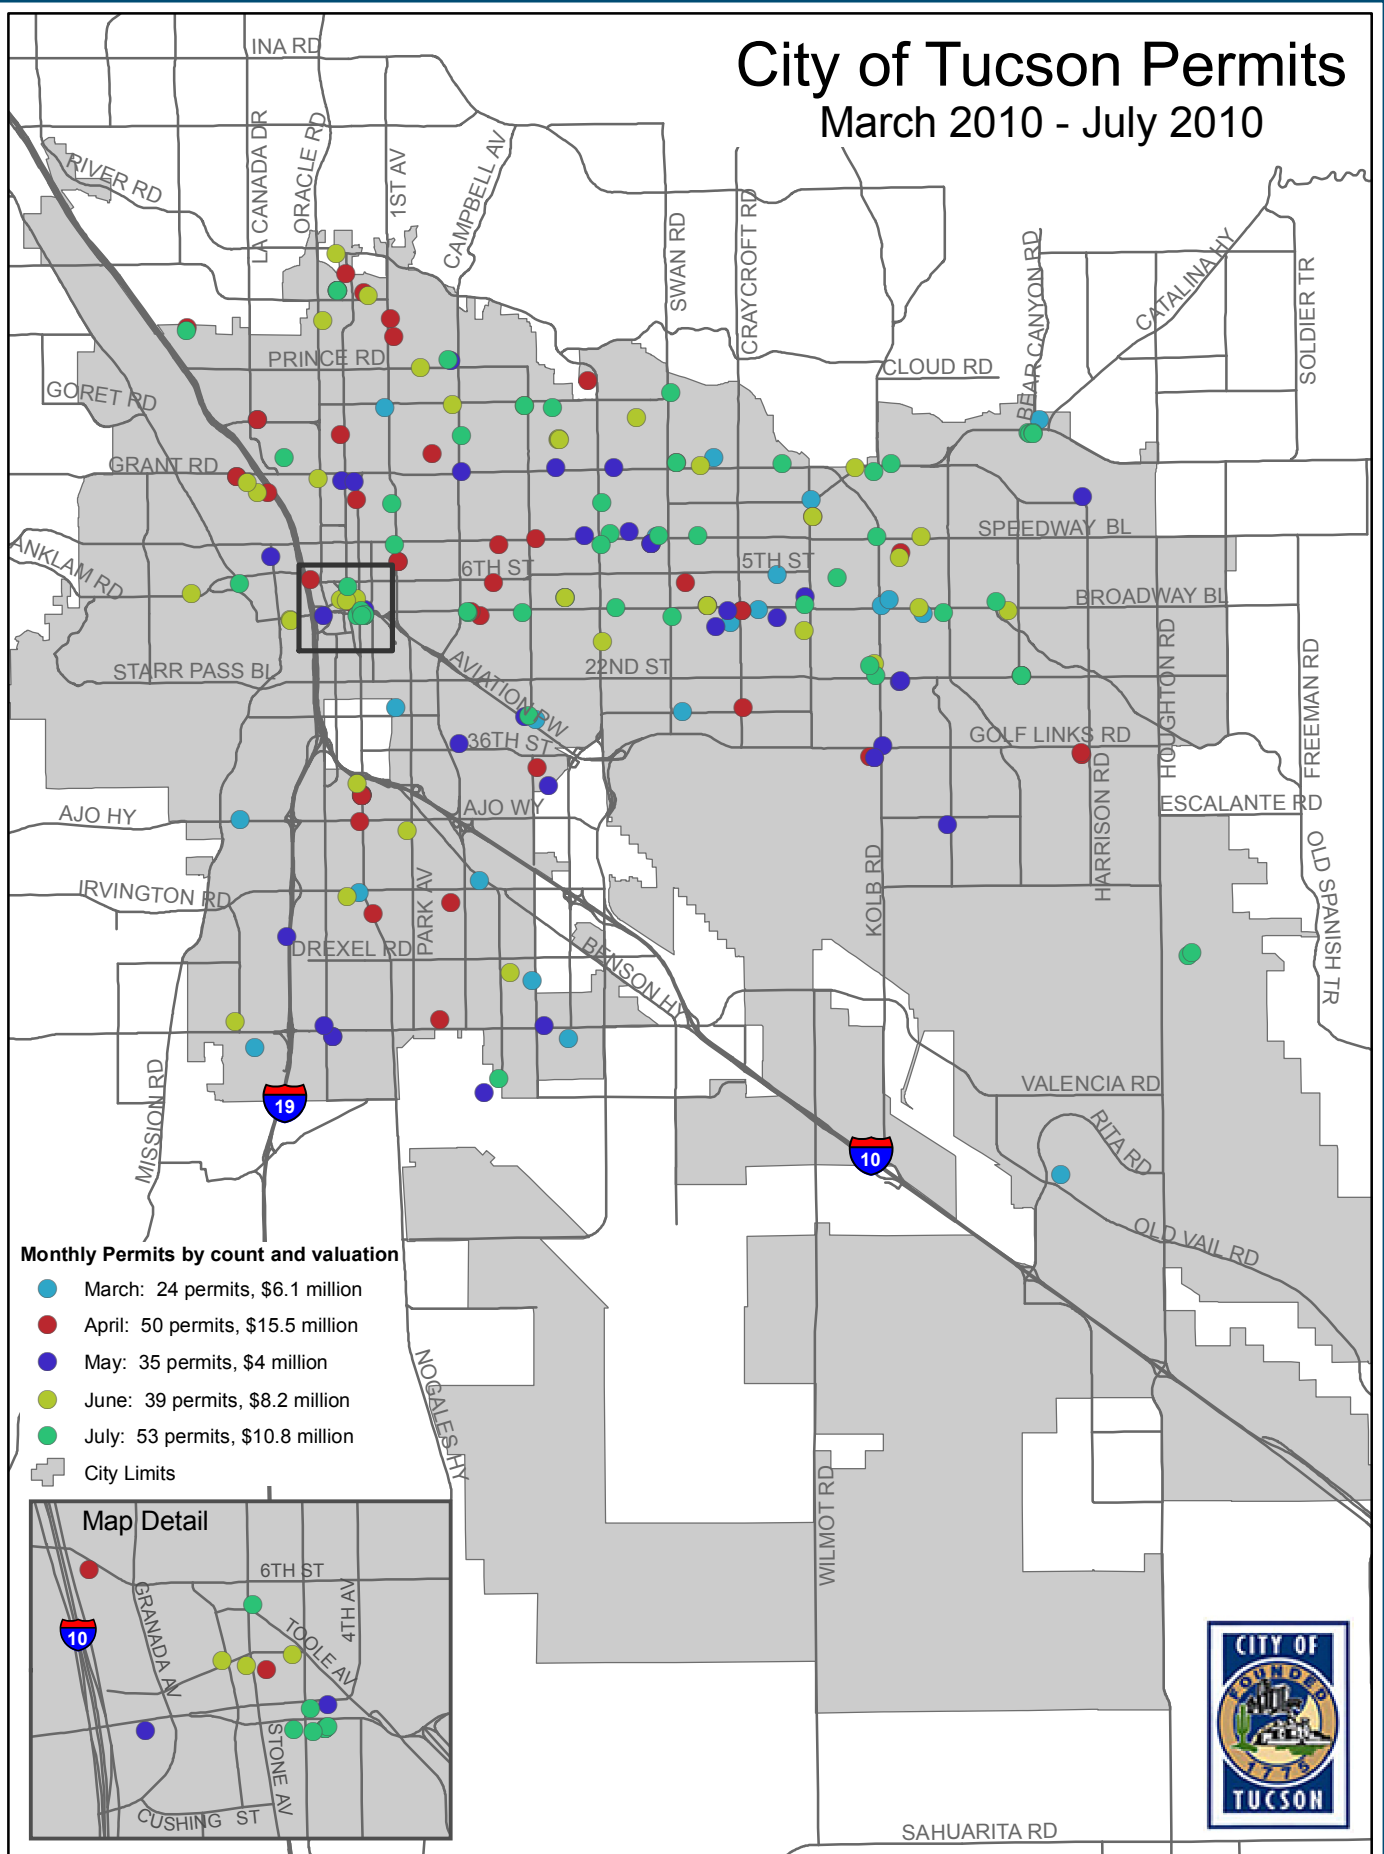 City of Tucson Permits
March 2010 - July 2010
INA RD
LA CANADA DR
ORACLE RD
1ST AV
CAMPBELL AV
RIVER RD
SWAN RD
CRAYCROFT RD
BEAR CANYON RD
CATALINA HY
SOLDIER TR
PRINCE RD
CLOUD RD
GORET RD
GRANT RD
SPEEDWAY BL
ANKLAM RD
6TH ST
5TH ST
BROADWAY BL
STARR PASS BL
AVIATION PW
22ND ST
HOUGHTON RD
FREEMAN RD
36TH ST
GOLF LINKS RD
AJO HY
AJO WY
HARRISON RD
ESCALANTE RD
IRVINGTON RD
PARK AV
KOLB RD
OLD SPANISH TR
DREXEL RD
BENSON HY
MISSION RD
19
VALENCIA RD
10
RITA RD
OLD VAIL RD
Monthly Permits by count and valuation
March: 24 permits, $6.1 million
April: 50 permits, $15.5 million
May: 35 permits, $4 million
June: 39 permits, $8.2 million
July: 53 permits, $10.8 million
City Limits
NOGALES HY
WILMOT RD
Map Detail
6TH ST
GRANADA AV
4TH AV
TOOLE AV
10
STONE AV
CUSHING ST
SAHUARITA RD
CITY OF
FOUNDED
1775
TUCSON